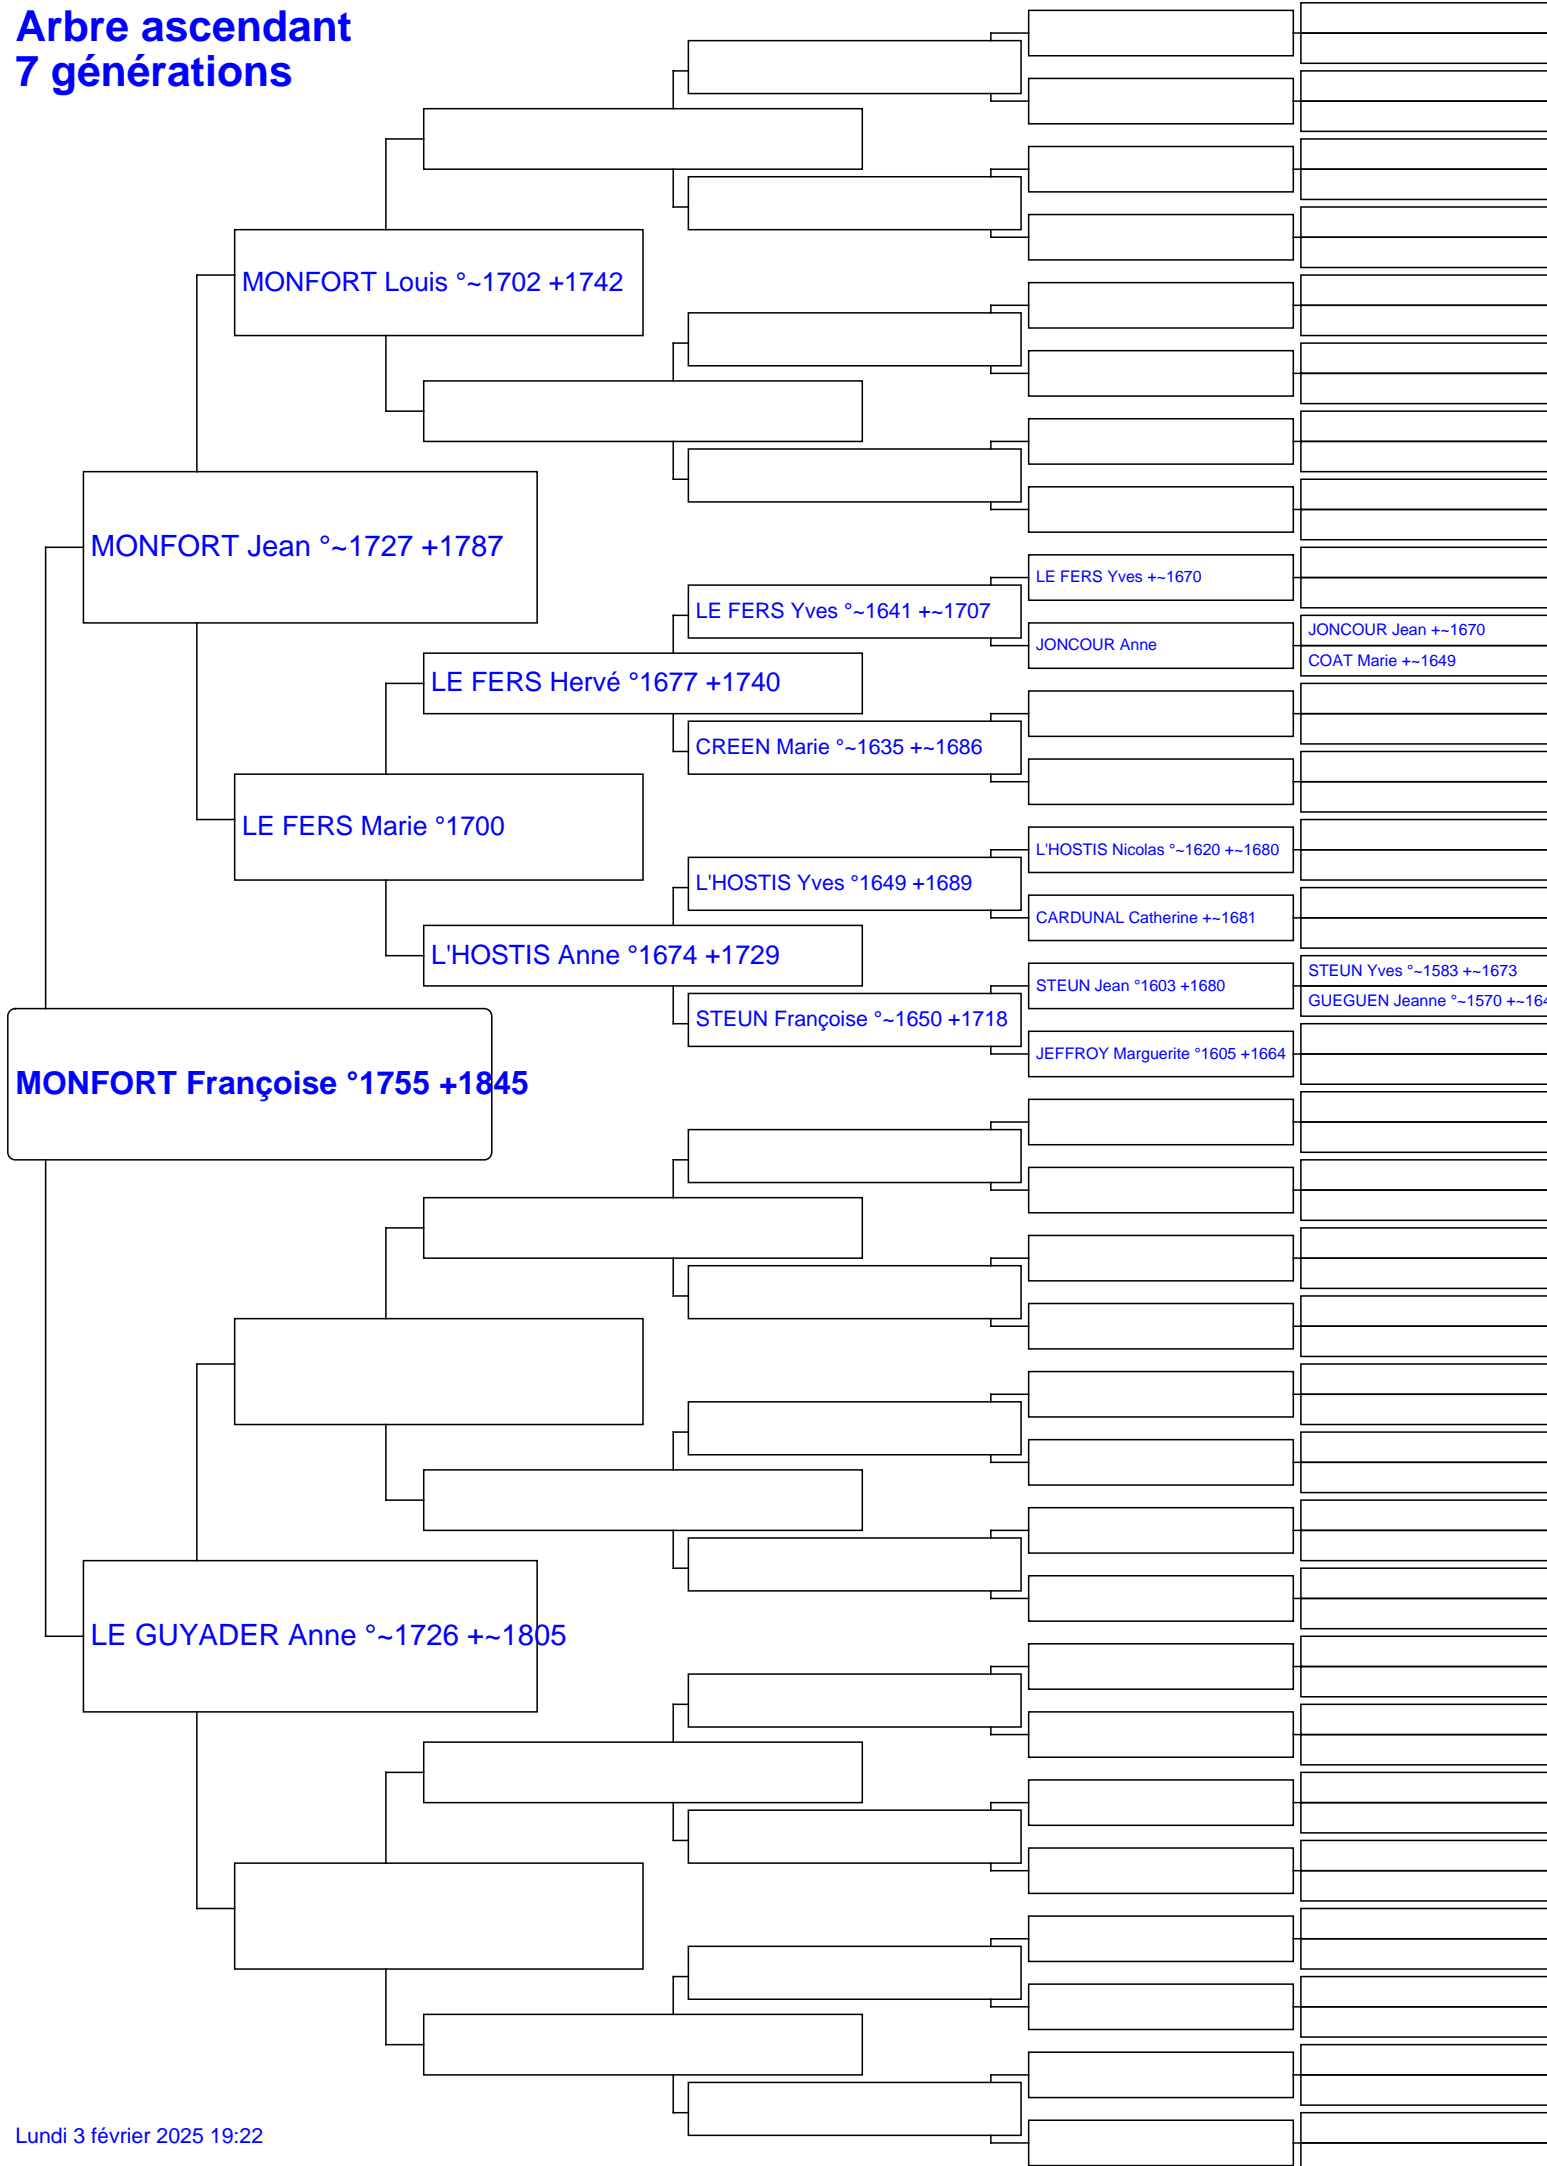 Arbre ascendant
7 générations
MONFORT Louis °~1702 +1742
MONFORT Jean °~1727 +1787
LE FERS Yves +~1670
LE FERS Yves °~1641 +~1707
JONCOUR Jean +~1670
JONCOUR Anne
COAT Marie +~1649
LE FERS Hervé °1677 +1740
CREEN Marie °~1635 +~1686
LE FERS Marie °1700
L'HOSTIS Nicolas °~1620 +~1680
L'HOSTIS Yves °1649 +1689
CARDUNAL Catherine +~1681
L'HOSTIS Anne °1674 +1729
STEUN Yves °~1583 +~1673
STEUN Jean °1603 +1680
GUEGUEN Jeanne °~1570
STEUN Françoise °~1650 +1718
JEFFROY Marguerite °1605 +1664
MONFORT Françoise °1755 +1845
LE GUYADER Anne °~1726 +~1805
Lundi 3 février 2025 19:22